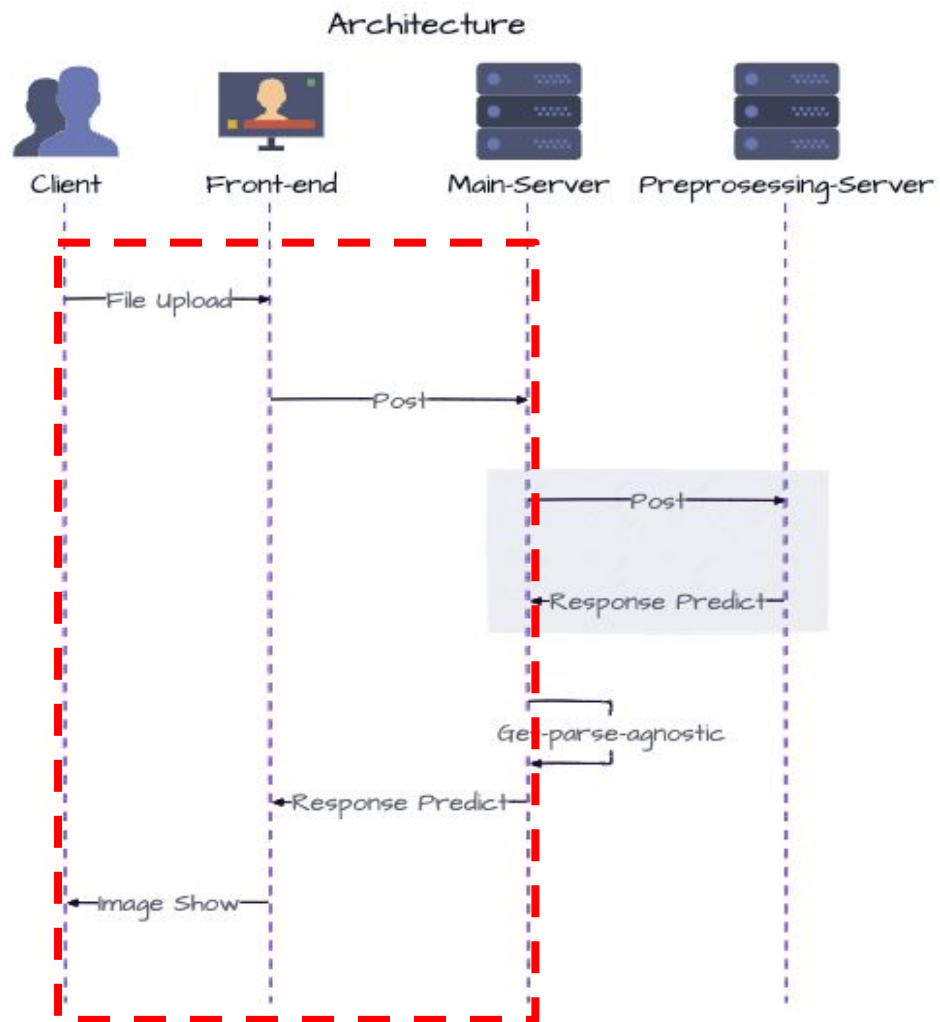 Architecture
Client
Front-end
Main-Server
Preprosessing-Server
File Upload
Post
Post
Response Predict
Get-parse-agnostic
Response Predict
Image Show